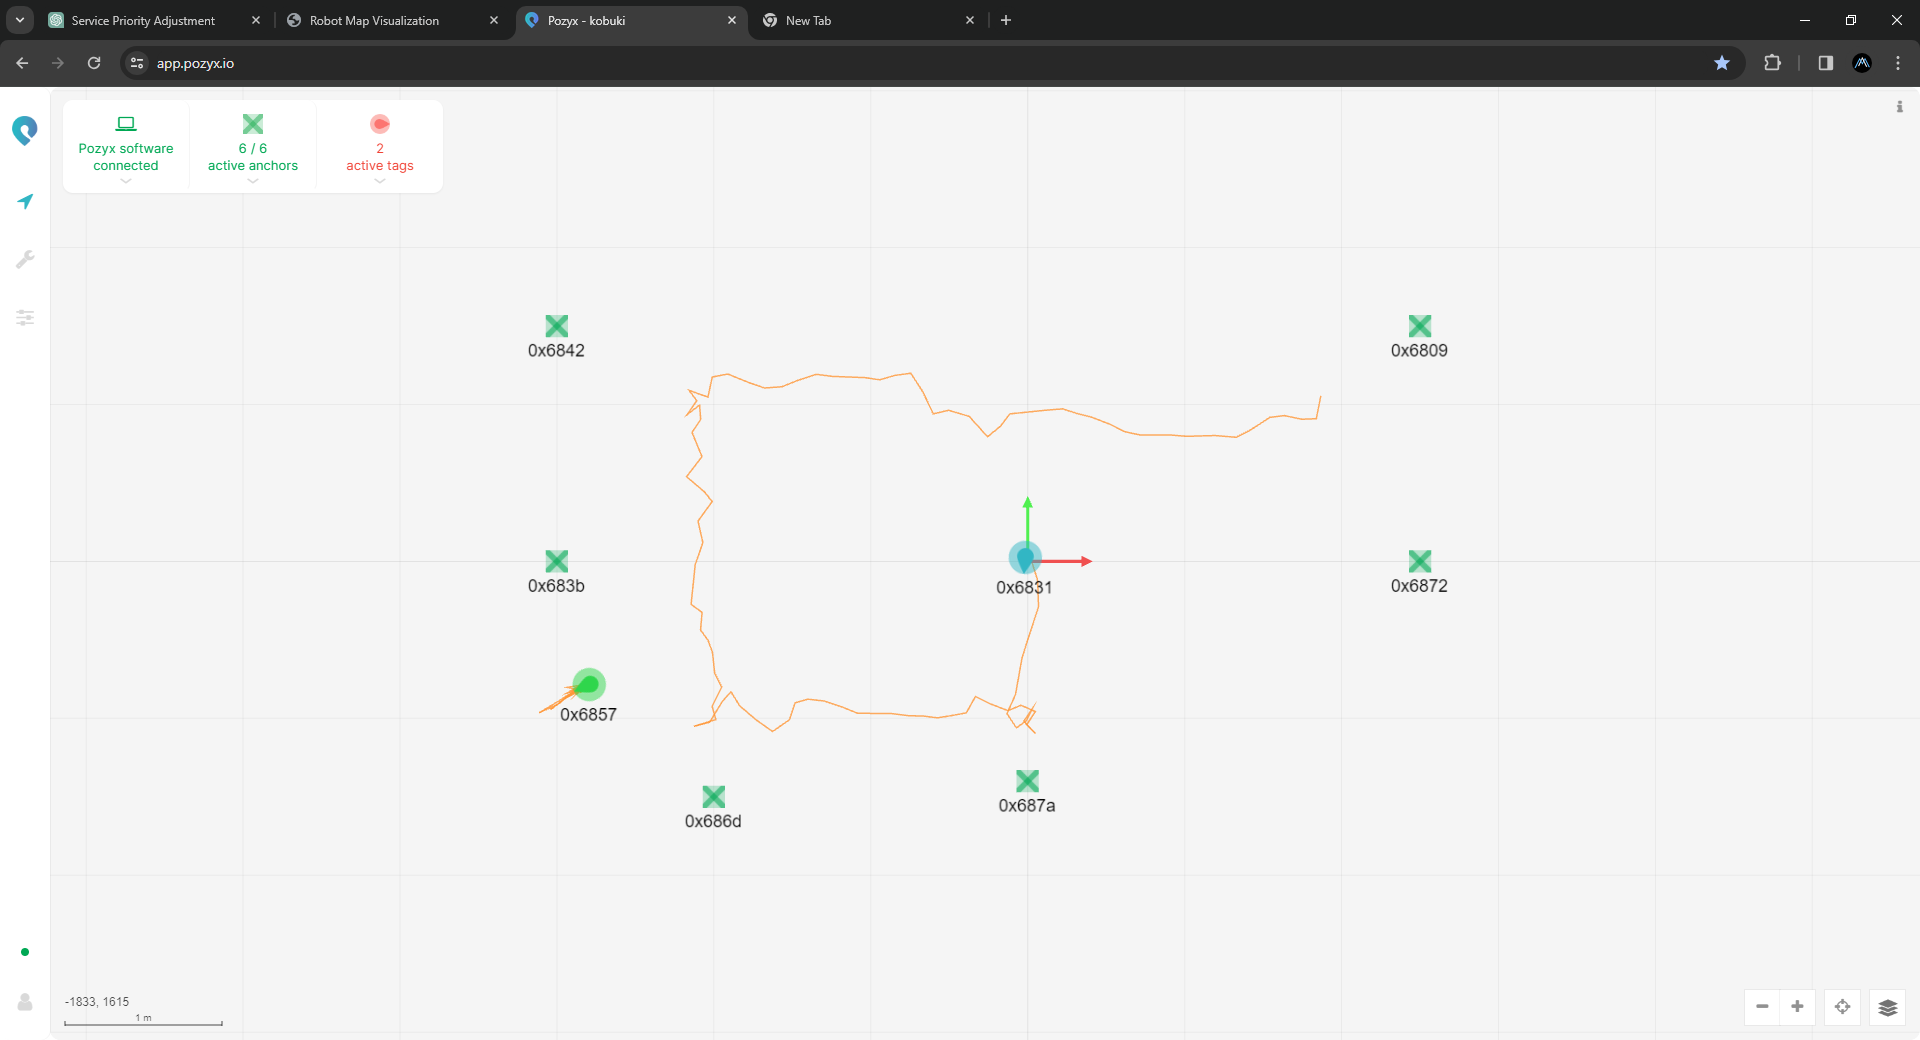 Service Priority Adjustment
Robot Map Visualization
Pozyx - kobuki
New Tab
app.pozyx.io
Pozyx software
connected
6 / 6
active anchors
2
active tags
0x6842
0x6809
0x683b
0x6831
0x6872
0x6857
0x686d
0x687a
-1833, 1615
1 m